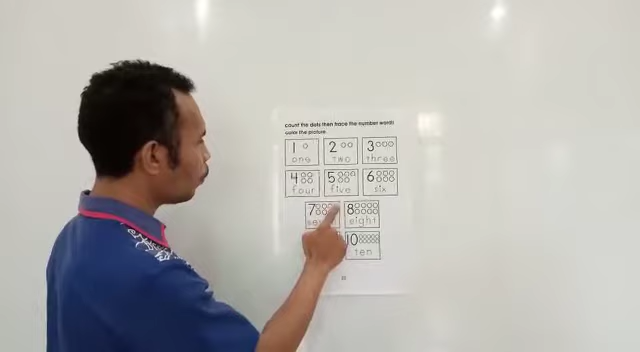 count the dots then trace the number word!
color the picture.
1 2 3
one two three
4 5 6
four five six
7 8
eight
10
ten